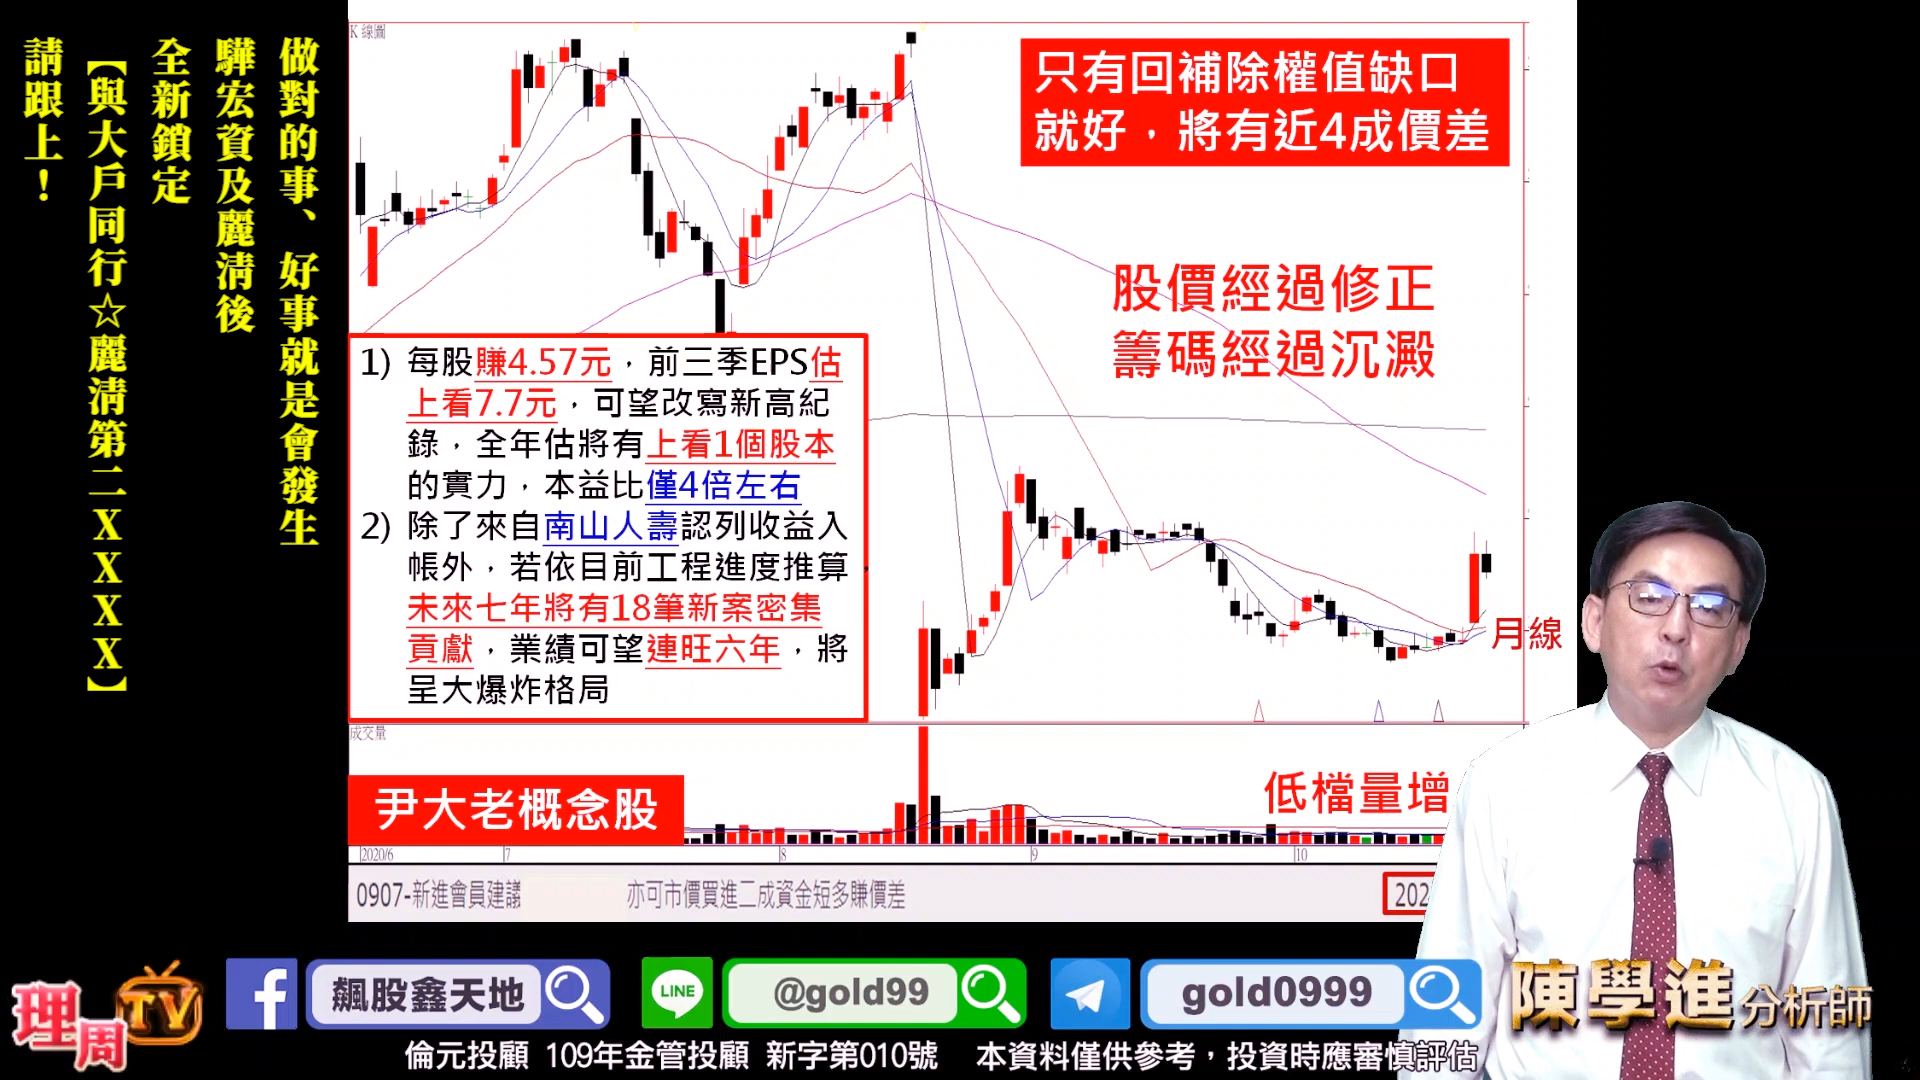 做對的事、好事就是會發生
驊宏資及麗清後
全新鎖定
【與大戶同行☆麗清第二XXXX】
請跟上！
K 線圖
只有回補除權值缺口
就好，將有近4成價差
股價經過修正
籌碼經過沉澱
1) 每股賺4.57元，前三季EPS估
上看7.7元，可望改寫新高紀
錄，全年估將有上看1個股本
的實力，本益比僅4倍左右
2) 除了來自南山人壽認列收益入
帳外，若依目前工程進度推算，
未來七年將有18筆新案密集
貢獻，業績可望連旺六年，將
呈大爆炸格局
月線
成交量
尹大老概念股
低檔量增
2020/6
7
8
9
10
0907-新進會員建議
亦可市價買進二成資金短多賺價差
202
理周TV
飆股鑫天地
LINE
@gold99
gold0999
陳學進分析師
倫元投顧 109年金管投顧 新字第010號 本資料僅供參考，投資時應審慎評估